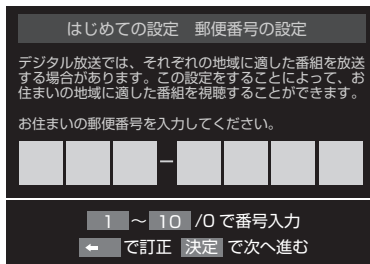 はじめての設定　郵便番号の設定
デジタル放送では、それぞれの地域に適した番組を放送
する場合があります。この設定をすることによって、お
住まいの地域に適した番組を視聴することができます。
お住まいの郵便番号を入力してください。
－
1 ～ 10 /0 で番号入力
← で訂正 決定 で次へ進む